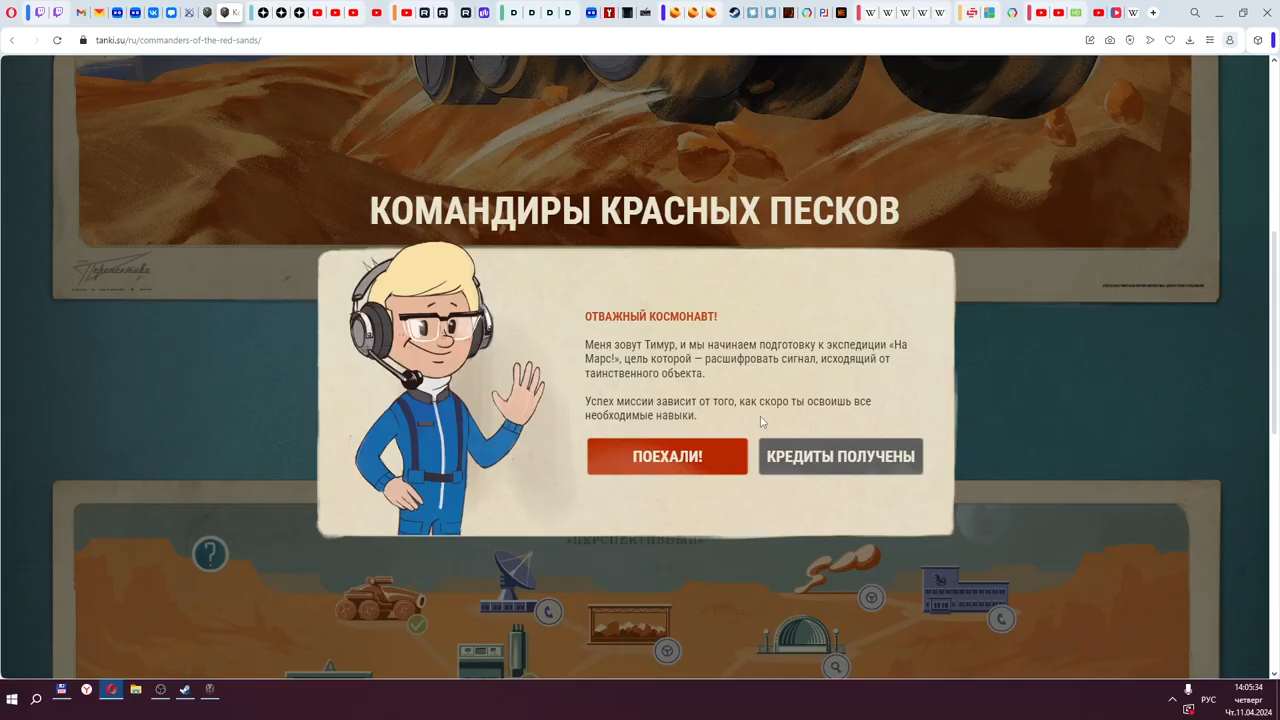 К
tanki.su/ru/commanders-of-the-red-sands/
КОМАНДИРЫ КРАСНЫХ ПЕСКОВ
Перспектива
ОТВАЖНЫЙ КОСМОНАВТ!
Меня зовут Тимур, и мы начинаем подготовку к экспедиции «На
Марс!», цель которой — расшифровать сигнал, исходящий от
таинственного объекта.
Успех миссии зависит от того, как скоро ты освоишь все
необходимые навыки.
ПОЕХАЛИ!
КРЕДИТЫ ПОЛУЧЕНЫ
«ПЕРСПЕКТИВНЫЙ»
?
РУС
14:05:34
четверг
Чт.11.04.2024